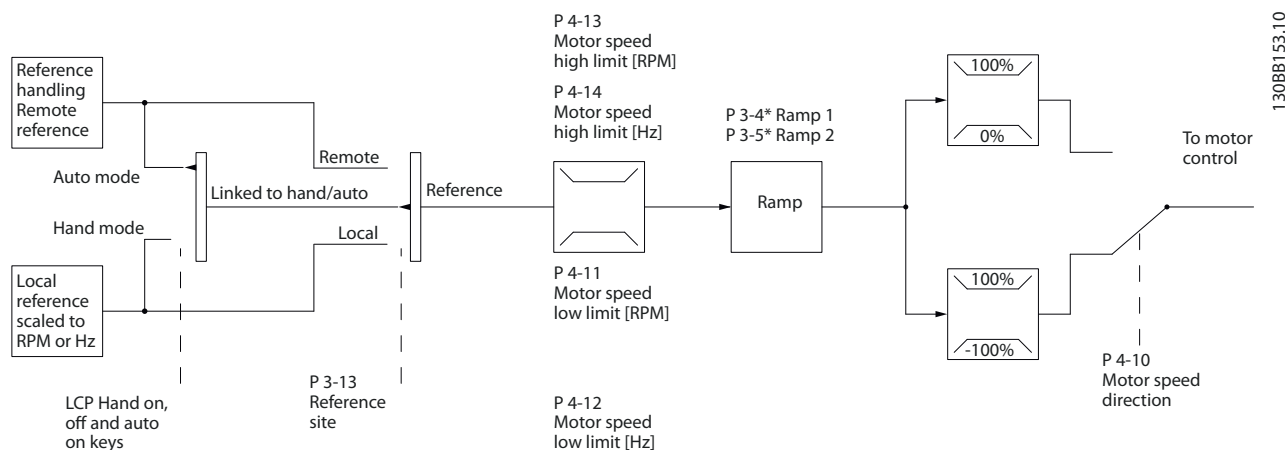 Reference
handling
Remote
reference
Auto mode
Hand mode
Local
reference
scaled to
RPM or Hz
LCP Hand on,
off and auto
on keys
Linked to hand/auto
Remote
Local
P 3-13
Reference
site
Reference
P 4-13
Motor speed
high limit [RPM]
P 4-14
Motor speed
high limit [Hz]
P 4-11
Motor speed
low limit [RPM]
P 4-12
Motor speed
low limit [Hz]
P 3-4* Ramp 1
P 3-5* Ramp 2
Ramp
100%
0%
100%
-100%
To motor
control
P 4-10
Motor speed
direction
130BB153.10